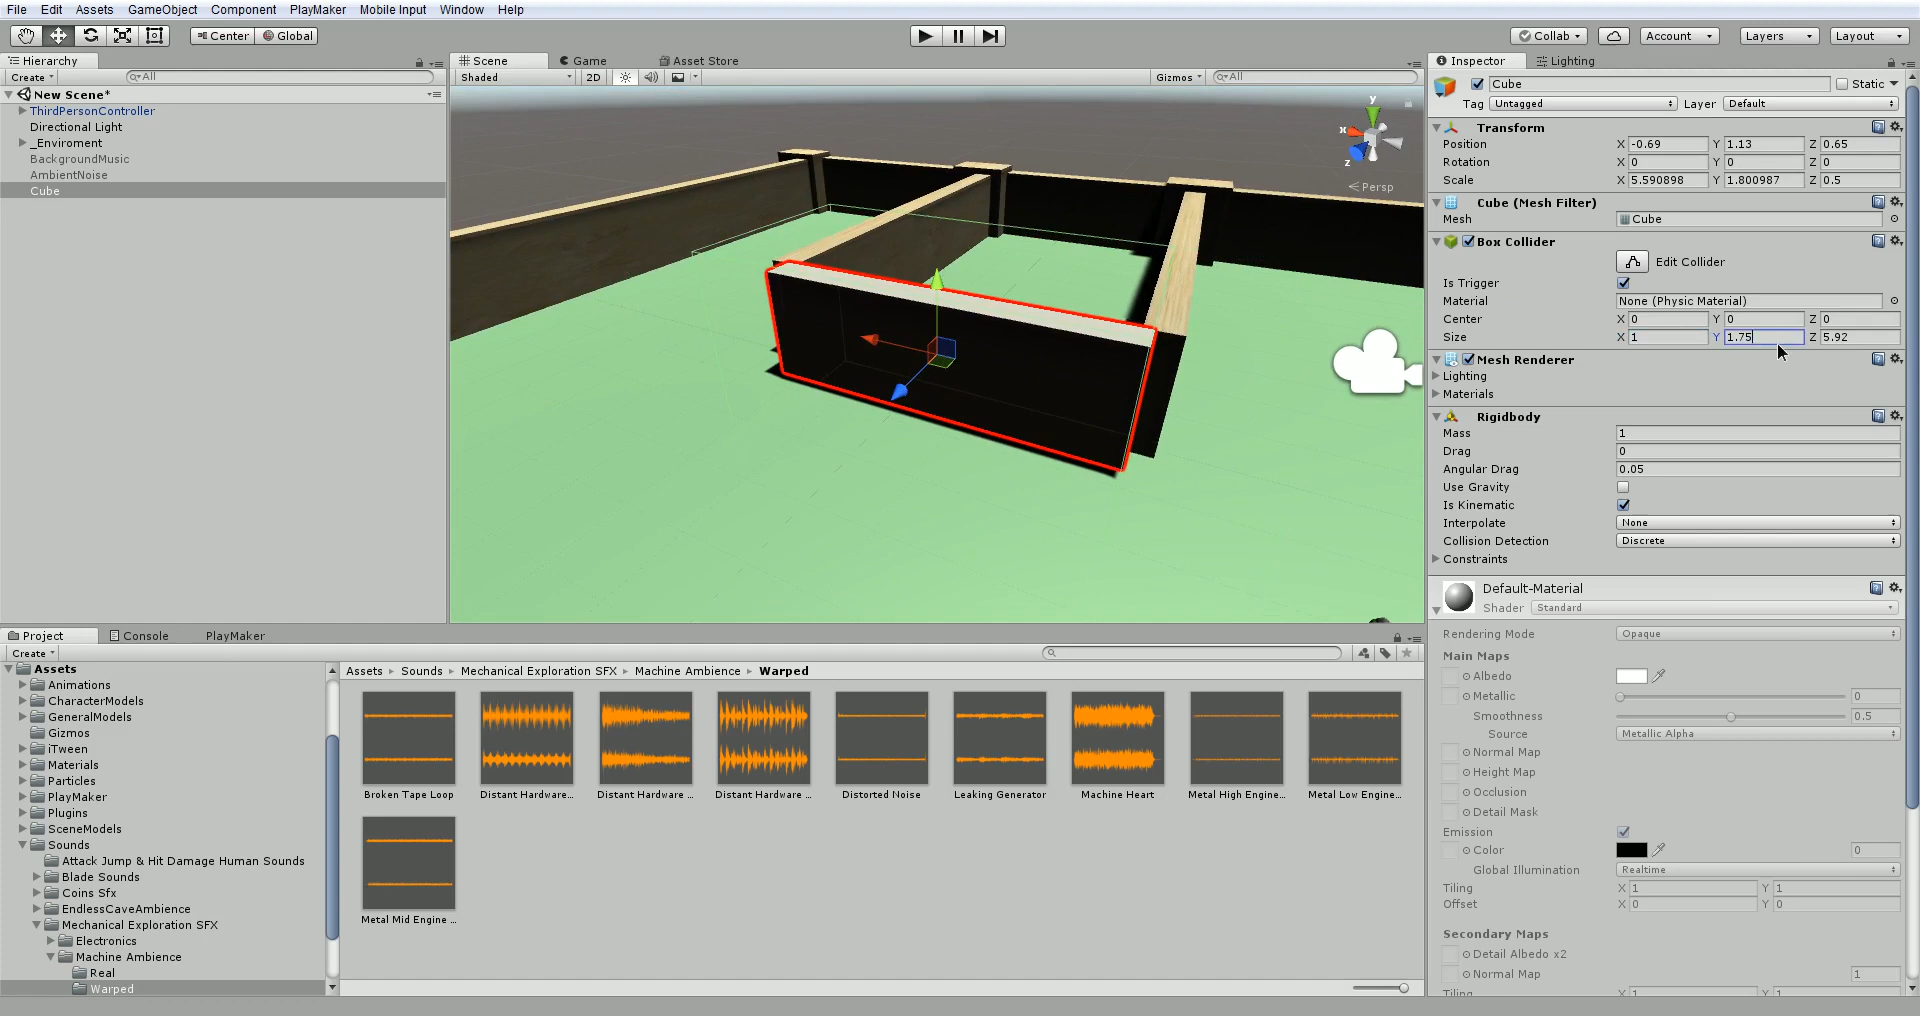 File Edit Assets GameObject Component PlayMaker Mobile Input Window Help
Center Global Collab Account Layers Layout
Hierarchy
Create All
New Scene*
ThirdPersonController
Directional Light
_Enviroment
BackgroundMusic
AmbientNoise
Cube
Scene Game Asset Store
Shaded 2D Gizmos All
y
x
z
Persp
Inspector Lighting
Cube Static
Tag Untagged Layer Default
Transform
Position X -0.69 Y 1.13 Z 0.65
Rotation X 0 Y 0 Z 0
Scale X 5.590898 Y 1.800987 Z 0.5
Cube (Mesh Filter)
Mesh Cube
Box Collider
Edit Collider
Is Trigger
Material None (Physic Material)
Center X 0 Y 0 Z 0
Size X 1 Y 1.75 Z 5.92
Mesh Renderer
Lighting
Materials
Rigidbody
Mass 1
Drag 0
Angular Drag 0.05
Use Gravity
Is Kinematic
Interpolate None
Collision Detection Discrete
Constraints
Default-Material
Shader Standard
Rendering Mode Opaque
Main Maps
Albedo
Metallic 0
Smoothness 0.5
Source Metallic Alpha
Normal Map
Height Map
Occlusion
Detail Mask
Emission
Color 0
Global Illumination Realtime
Tiling X 1 Y 1
Offset X 0 Y 0
Secondary Maps
Detail Albedo x2
Normal Map 1
Tiling X 1 Y 1
Project Console PlayMaker
Create
Assets
Animations
CharacterModels
GeneralModels
Gizmos
iTween
Materials
Particles
PlayMaker
Plugins
SceneModels
Sounds
Attack Jump & Hit Damage Human Sounds
Blade Sounds
Coins Sfx
EndlessCaveAmbience
Mechanical Exploration SFX
Electronics
Machine Ambience
Real
Warped
Assets Sounds Mechanical Exploration SFX Machine Ambience Warped
Broken Tape Loop Distant Hardware... Distant Hardware ... Distant Hardware ... Distorted Noise Leaking Generator Machine Heart Metal High Engine... Metal Low Engine...
Metal Mid Engine ...